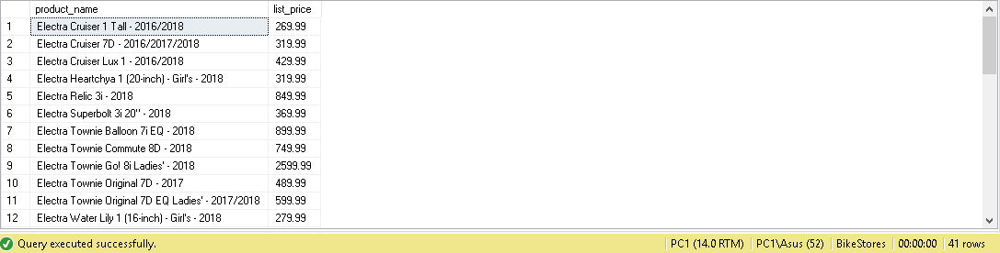 product_name list_price
1 Electra Cruiser 1 Tall - 2016/2018 269.99
2 Electra Cruiser 7D - 2016/2017/2018 319.99
3 Electra Cruiser Lux 1 - 2016/2018 429.99
4 Electra Heartchya 1 (20-inch) - Girl's - 2018 319.99
5 Electra Relic 3i - 2018 849.99
6 Electra Superbolt 3i 20" - 2018 369.99
7 Electra Townie Balloon 7i EQ - 2018 899.99
8 Electra Townie Commute 8D - 2018 749.99
9 Electra Townie Go! 8i Ladies' - 2018 2599.99
10 Electra Townie Original 7D - 2017 489.99
11 Electra Townie Original 7D EQ Ladies' - 2017/2018 599.99
12 Electra Water Lily 1 (16-inch) - Girl's - 2018 279.99
Query executed successfully. PC1 (14.0 RTM) PC1\Asus (52) BikeStores 00:00:00 41 rows